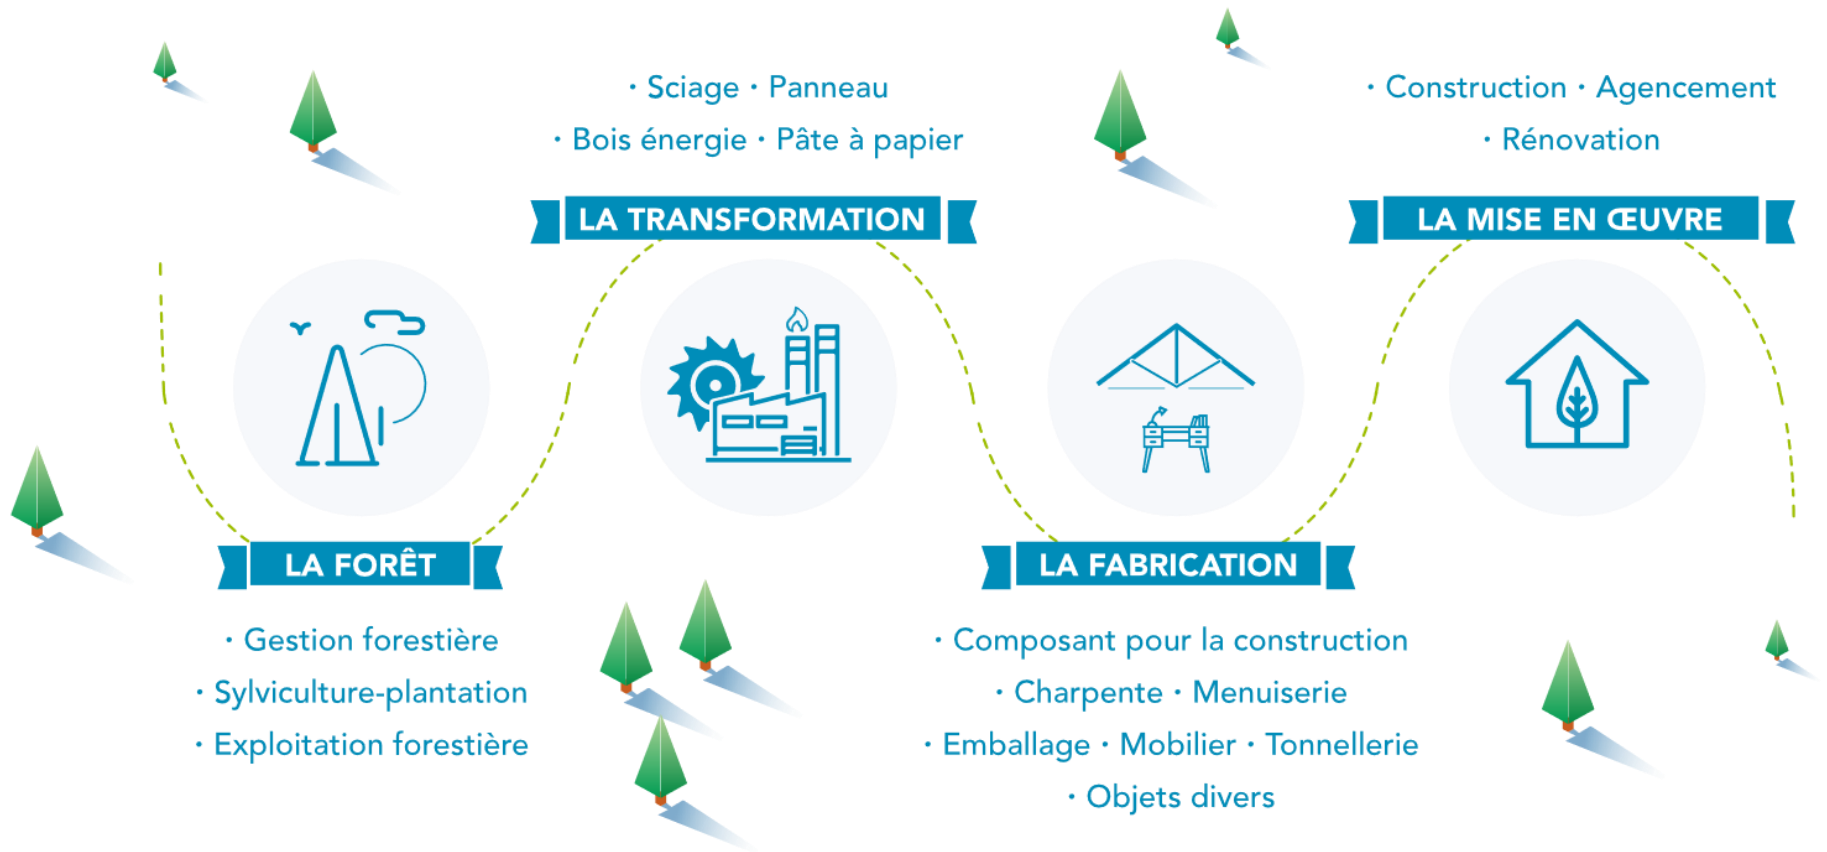 · Sciage · Panneau
· Bois énergie · Pâte à papier
LA TRANSFORMATION
· Construction · Agencement
· Rénovation
LA MISE EN ŒUVRE
LA FORÊT
· Gestion forestière
· Sylviculture-plantation
· Exploitation forestière
LA FABRICATION
· Composant pour la construction
· Charpente · Menuiserie
· Emballage · Mobilier · Tonnellerie
· Objets divers